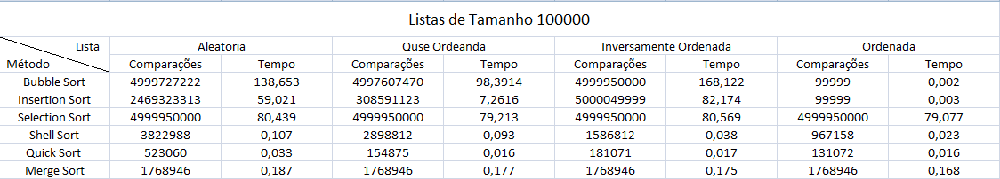 Listas de Tamanho 100000
Lista Aleatoria Quse Ordeanda Inversamente Ordenada Ordenada
Método Comparações Tempo Comparações Tempo Comparações Tempo Comparações Tempo
Bubble Sort 4999727222 138,653 4997607470 98,3914 4999950000 168,122 99999 0,002
Insertion Sort 2469323313 59,021 308591123 7,2616 5000049999 82,174 99999 0,003
Selection Sort 4999950000 80,439 4999950000 79,213 4999950000 80,569 4999950000 79,077
Shell Sort 3822988 0,107 2898812 0,093 1586812 0,038 967158 0,023
Quick Sort 523060 0,033 154875 0,016 181071 0,017 131072 0,016
Merge Sort 1768946 0,187 1768946 0,177 1768946 0,175 1768946 0,168